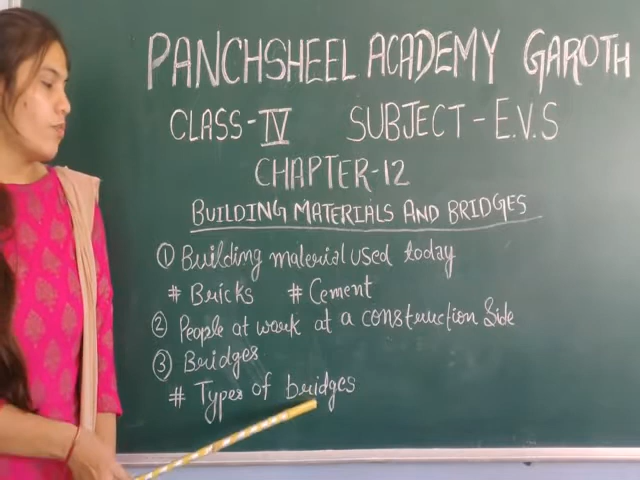 PANCHSHEEL ACADEMY GAROTH
CLASS-IV SUBJECT-E.V.S
CHAPTER-12
BUILDING MATERIALS AND BRIDGES
① Building material used today
# Bricks # Cement
② People at work at a construction Side
③ Bridges
# Types of bridges